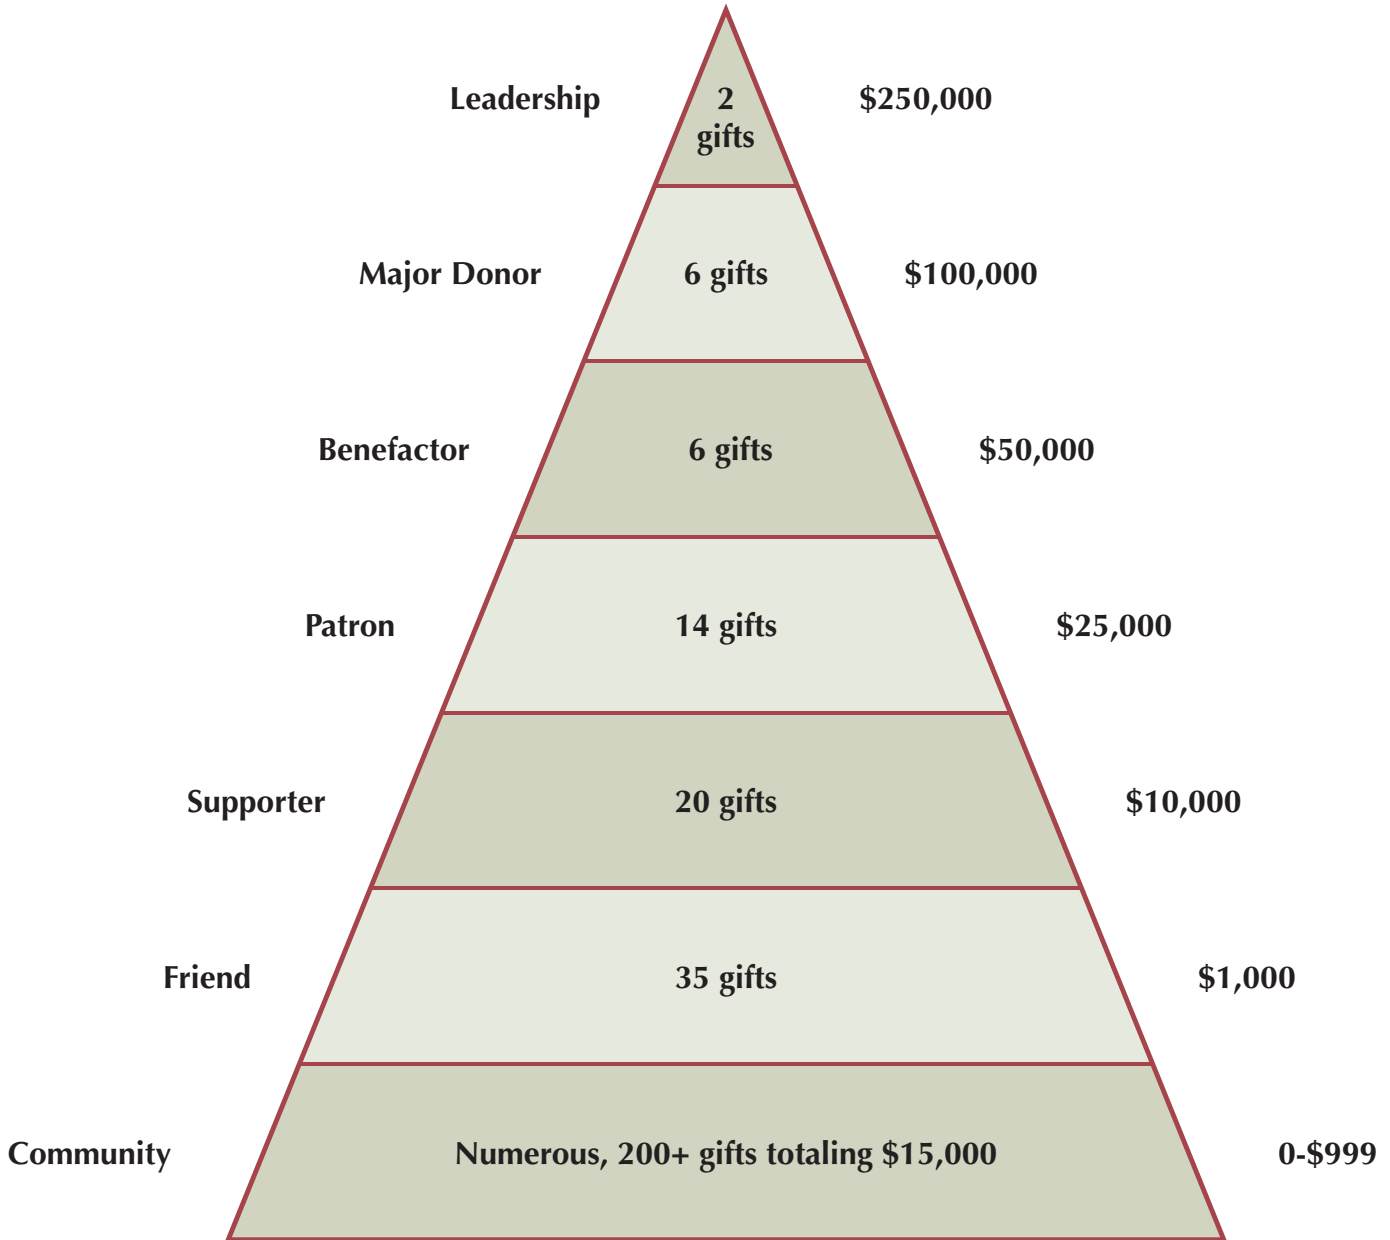 Leadership
2
gifts
$250,000
Major Donor
6 gifts
$100,000
Benefactor
6 gifts
$50,000
Patron
14 gifts
$25,000
Supporter
20 gifts
$10,000
Friend
35 gifts
$1,000
Community
Numerous, 200+ gifts totaling $15,000
0-$999